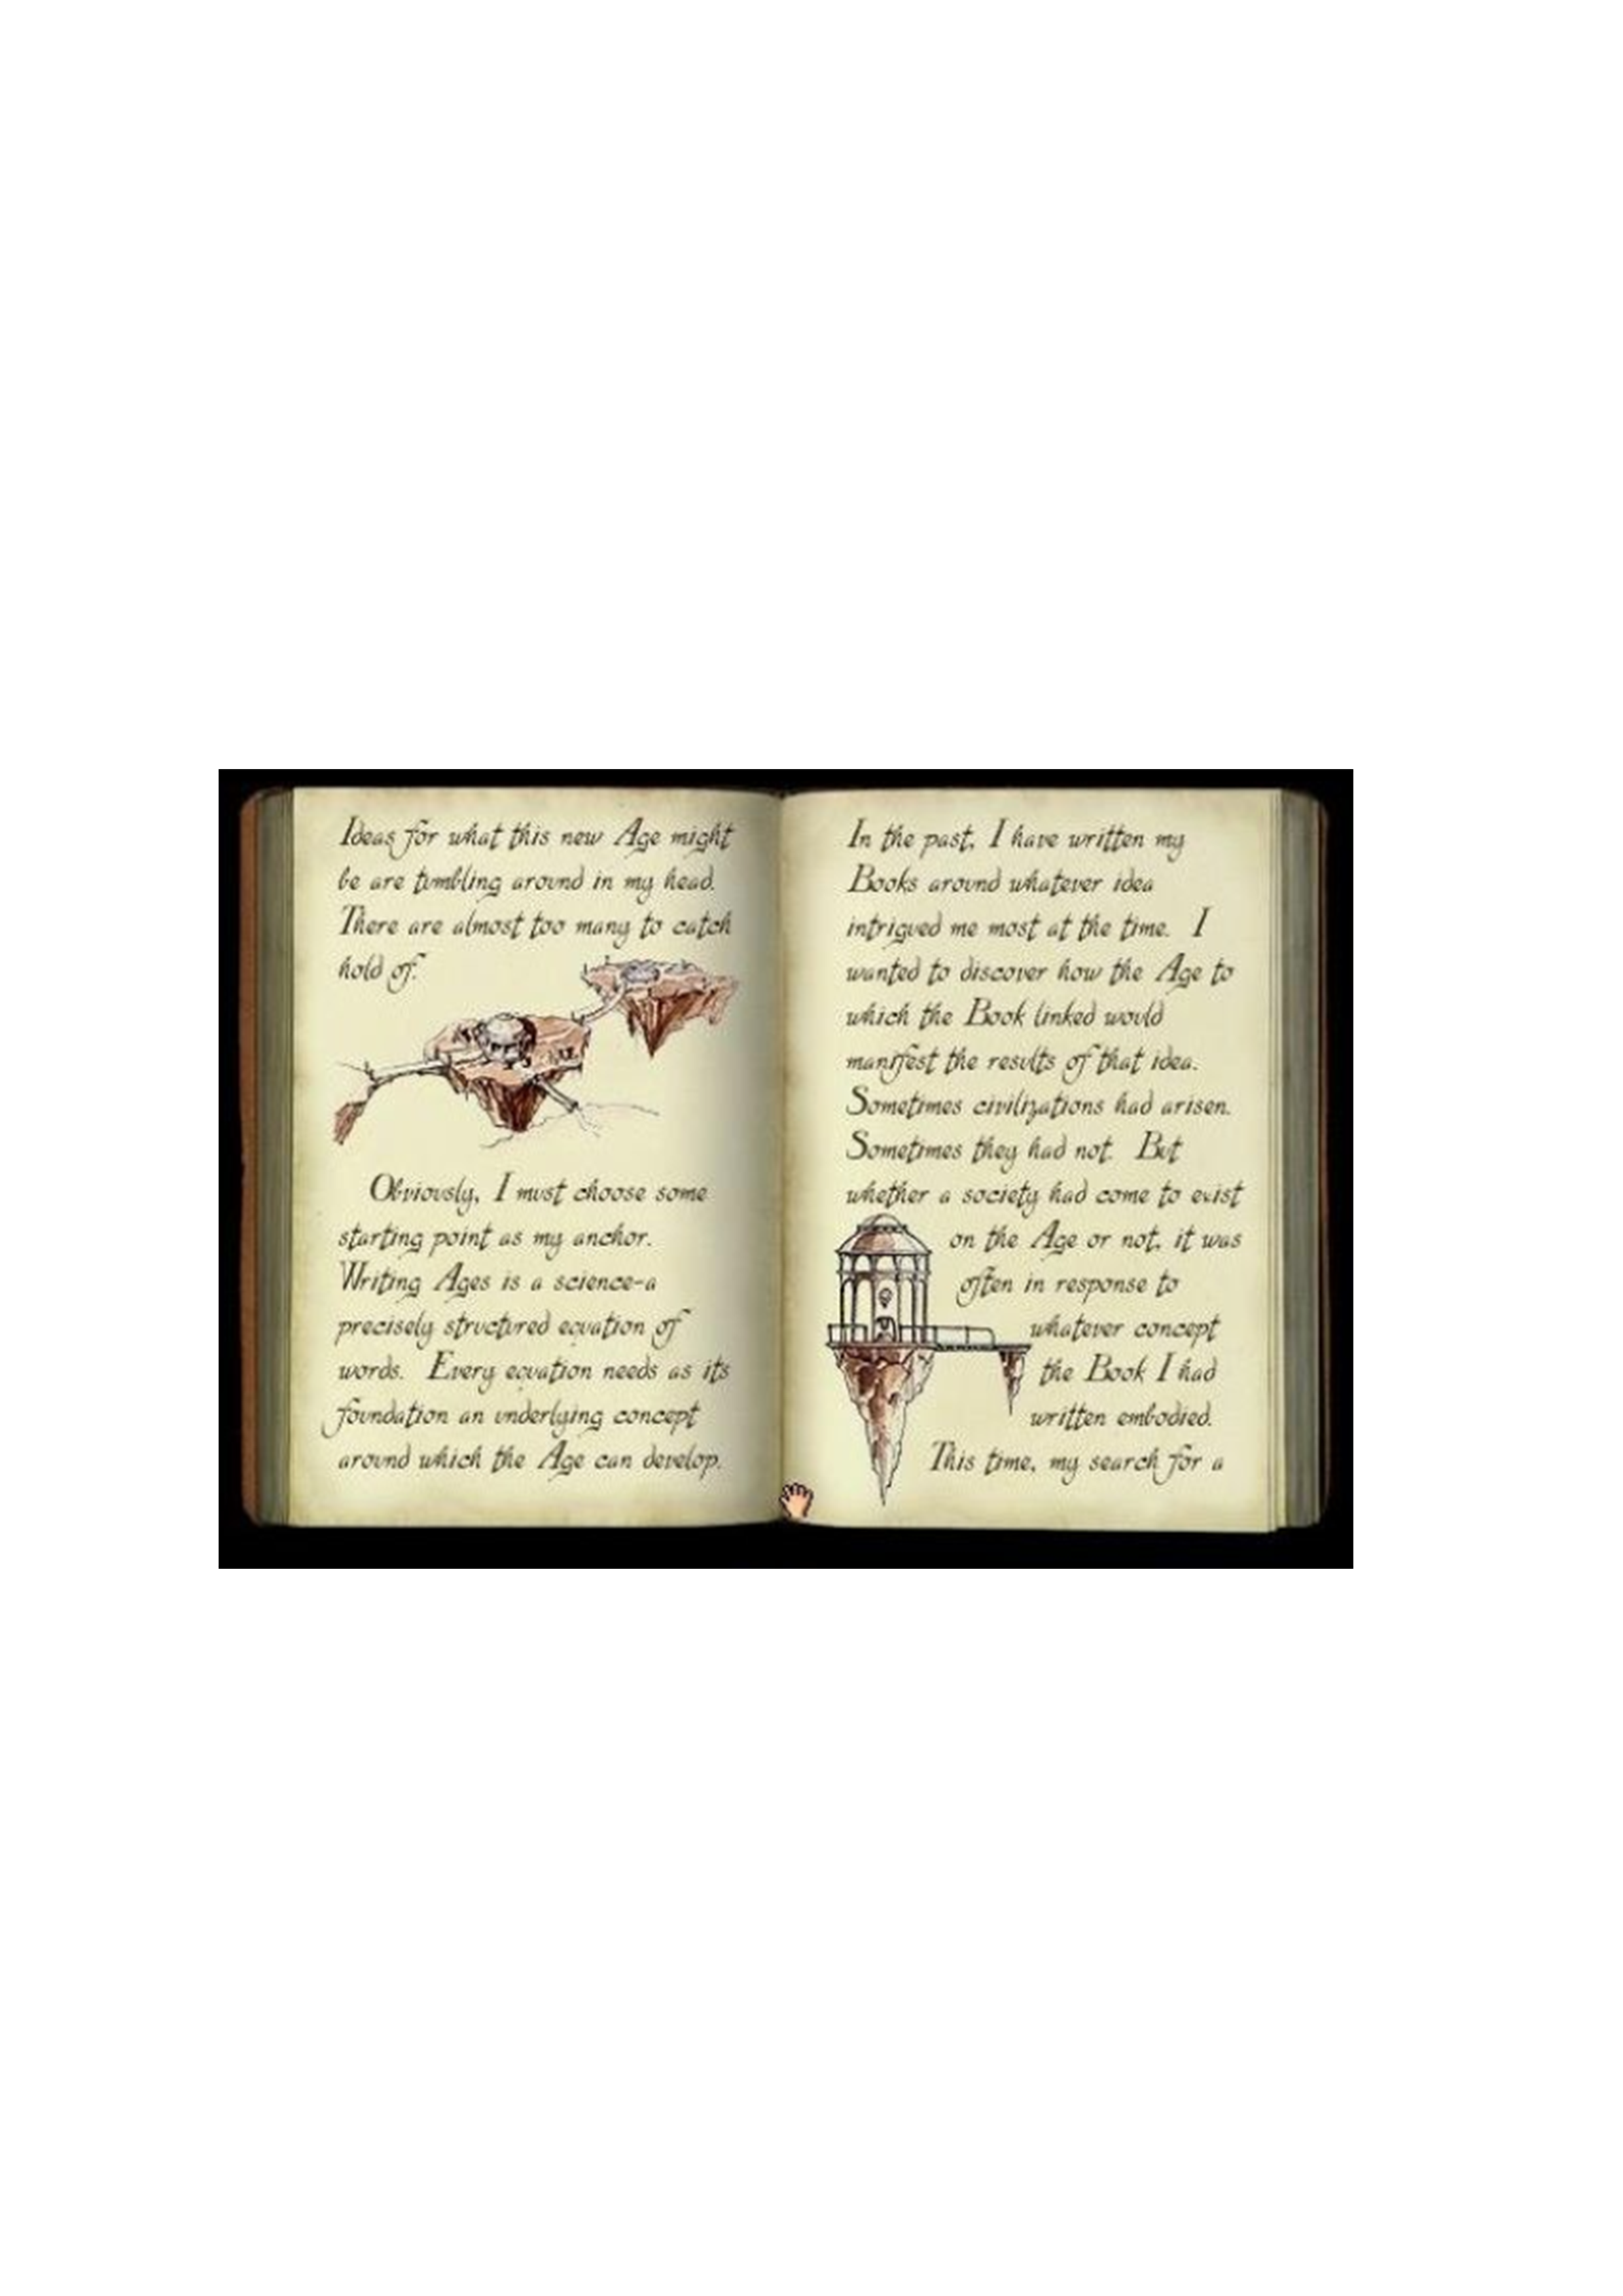 Ideas for what this new Age might
be are tumbling around in my head.
There are almost too many to catch
hold of.
Obviously, I must choose some
starting point as my anchor.
Writing Ages is a science-a
precisely structured equation of
words. Every equation needs as its
foundation an underlying concept
around which the Age can develop.
In the past, I have written my
Books around whatever idea
intrigued me most at the time. I
wanted to discover how the Age to
which the Book linked would
manifest the results of that idea.
Sometimes civilizations had arisen.
Sometimes they had not. But
whether a society had come to exist
on the Age or not, it was
often in response to
whatever concept
the Book I had
written embodied.
This time, my search for a